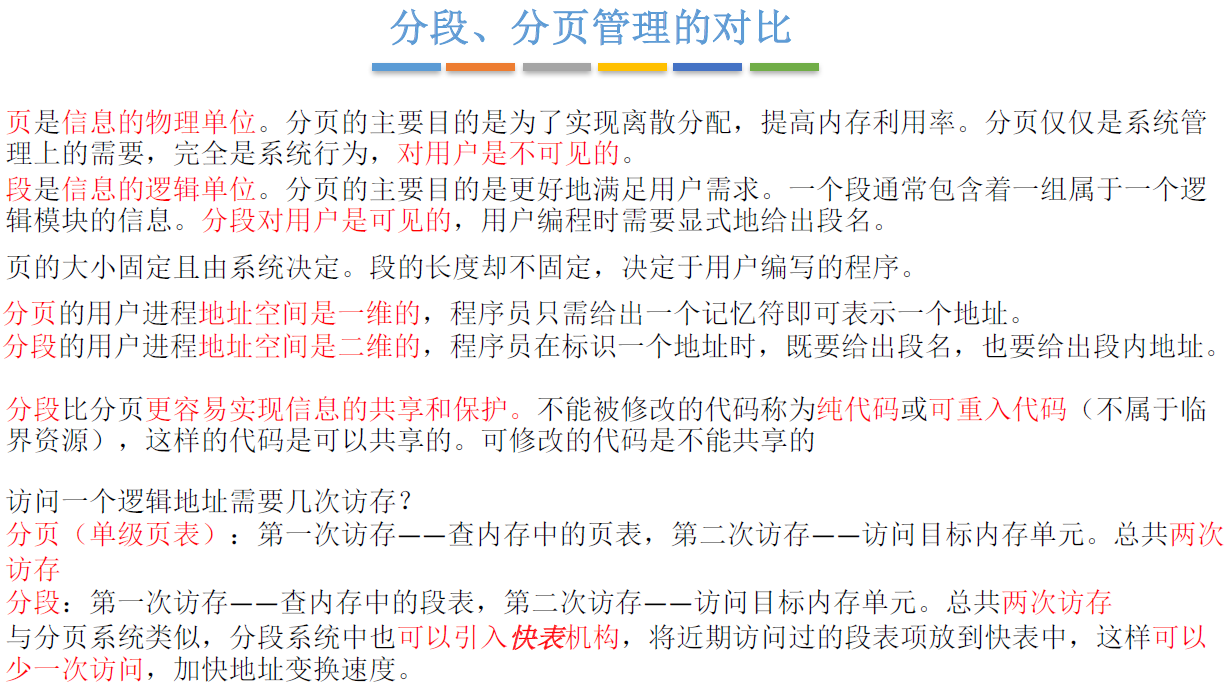 分段、分页管理的对比
页是信息的物理单位。分页的主要目的是为了实现离散分配，提高内存利用率。分页仅仅是系统管
理上的需要，完全是系统行为，对用户是不可见的。
段是信息的逻辑单位。分页的主要目的是更好地满足用户需求。一个段通常包含着一组属于一个逻
辑模块的信息。分段对用户是可见的，用户编程时需要显式地给出段名。
页的大小固定且由系统决定。段的长度却不固定，决定于用户编写的程序。
分页的用户进程地址空间是一维的，程序员只需给出一个记忆符即可表示一个地址。
分段的用户进程地址空间是二维的，程序员在标识一个地址时，既要给出段名，也要给出段内地址。
分段比分页更容易实现信息的共享和保护。不能被修改的代码称为纯代码或可重入代码（不属于临
界资源），这样的代码是可以共享的。可修改的代码是不能共享的
访问一个逻辑地址需要几次访存？
分页（单级页表）：第一次访存——查内存中的页表，第二次访存——访问目标内存单元。总共两次
访存
分段：第一次访存——查内存中的段表，第二次访存——访问目标内存单元。总共两次访存
与分页系统类似，分段系统中也可以引入快表机构，将近期访问过的段表项放到快表中，这样可以
少一次访问，加快地址变换速度。